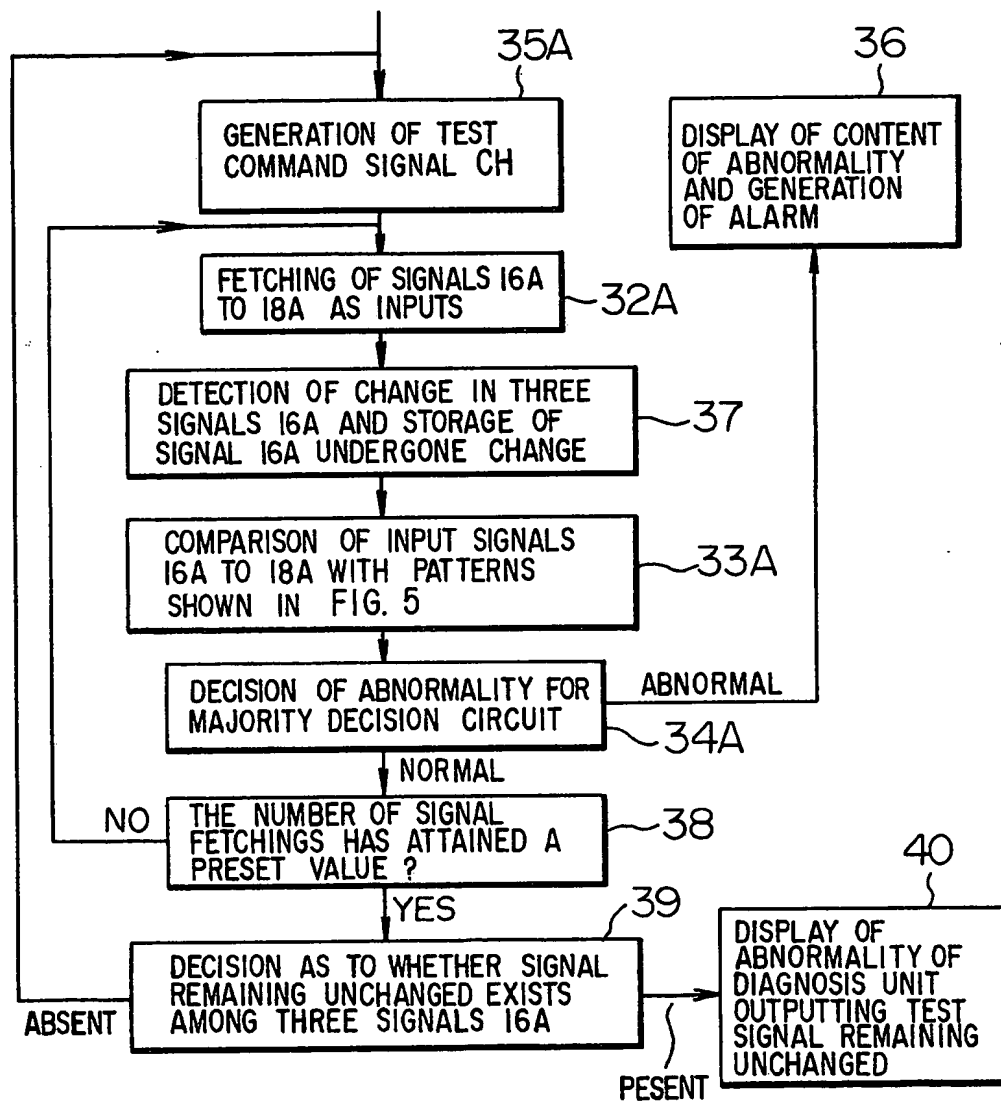 35A
GENERATION OF TEST
COMMAND SIGNAL CH
36
DISPLAY OF CONTENT
OF ABNORMALITY
AND GENERATION
OF ALARM
FETCHING OF SIGNALS 16A
TO 18A AS INPUTS
32A
DETECTION OF CHANGE IN THREE
SIGNALS 16A AND STORAGE OF
SIGNAL 16A UNDERGONE CHANGE
37
COMPARISON OF INPUT SIGNALS
16A TO 18A WITH PATTERNS
SHOWN IN FIG. 5
33A
DECISION OF ABNORMALITY FOR
MAJORITY DECISION CIRCUIT
ABNORMAL
34A
NORMAL
NO
THE NUMBER OF SIGNAL
FETCHINGS HAS ATTAINED A
PRESET VALUE ?
38
YES
39
DECISION AS TO WHETHER SIGNAL
REMAINING UNCHANGED EXISTS
AMONG THREE SIGNALS 16A
ABSENT
PESENT
40
DISPLAY OF
ABNORMALITY OF
DIAGNOSIS UNIT
OUTPUTTING TEST
SIGNAL REMAINING
UNCHANGED